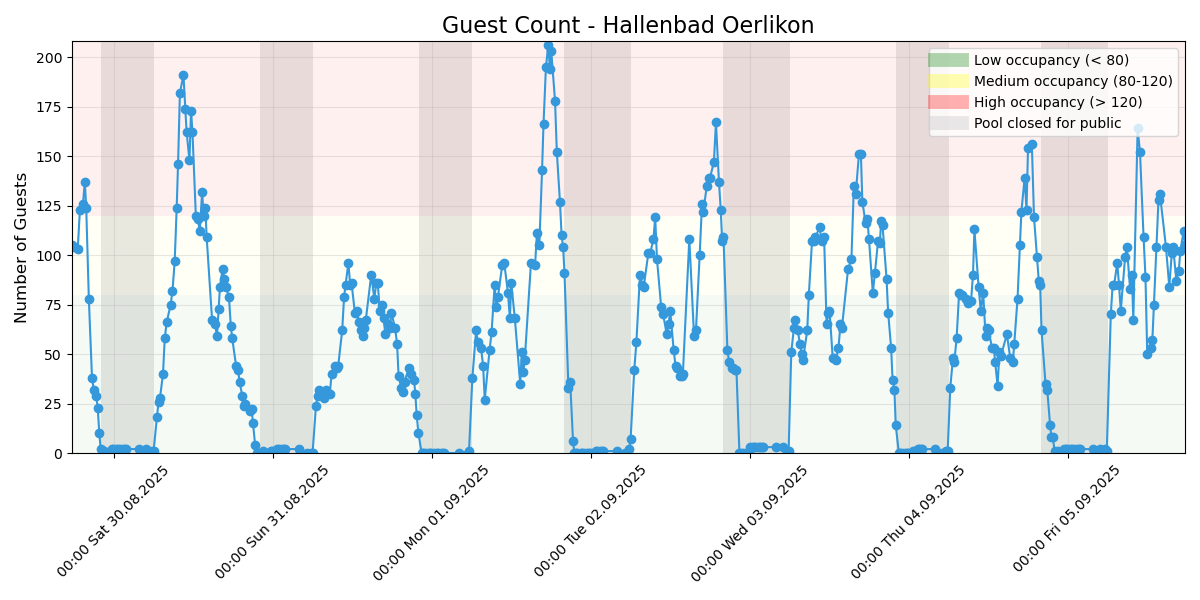 Guest Count - Hallenbad Oerlikon
Number of Guests
200
175
150
125
100
75
50
25
0
Low occupancy (< 80)
Medium occupancy (80-120)
High occupancy (> 120)
Pool closed for public
00:00 Sat 30.08.2025
00:00 Sun 31.08.2025
00:00 Mon 01.09.2025
00:00 Tue 02.09.2025
00:00 Wed 03.09.2025
00:00 Thu 04.09.2025
00:00 Fri 05.09.2025